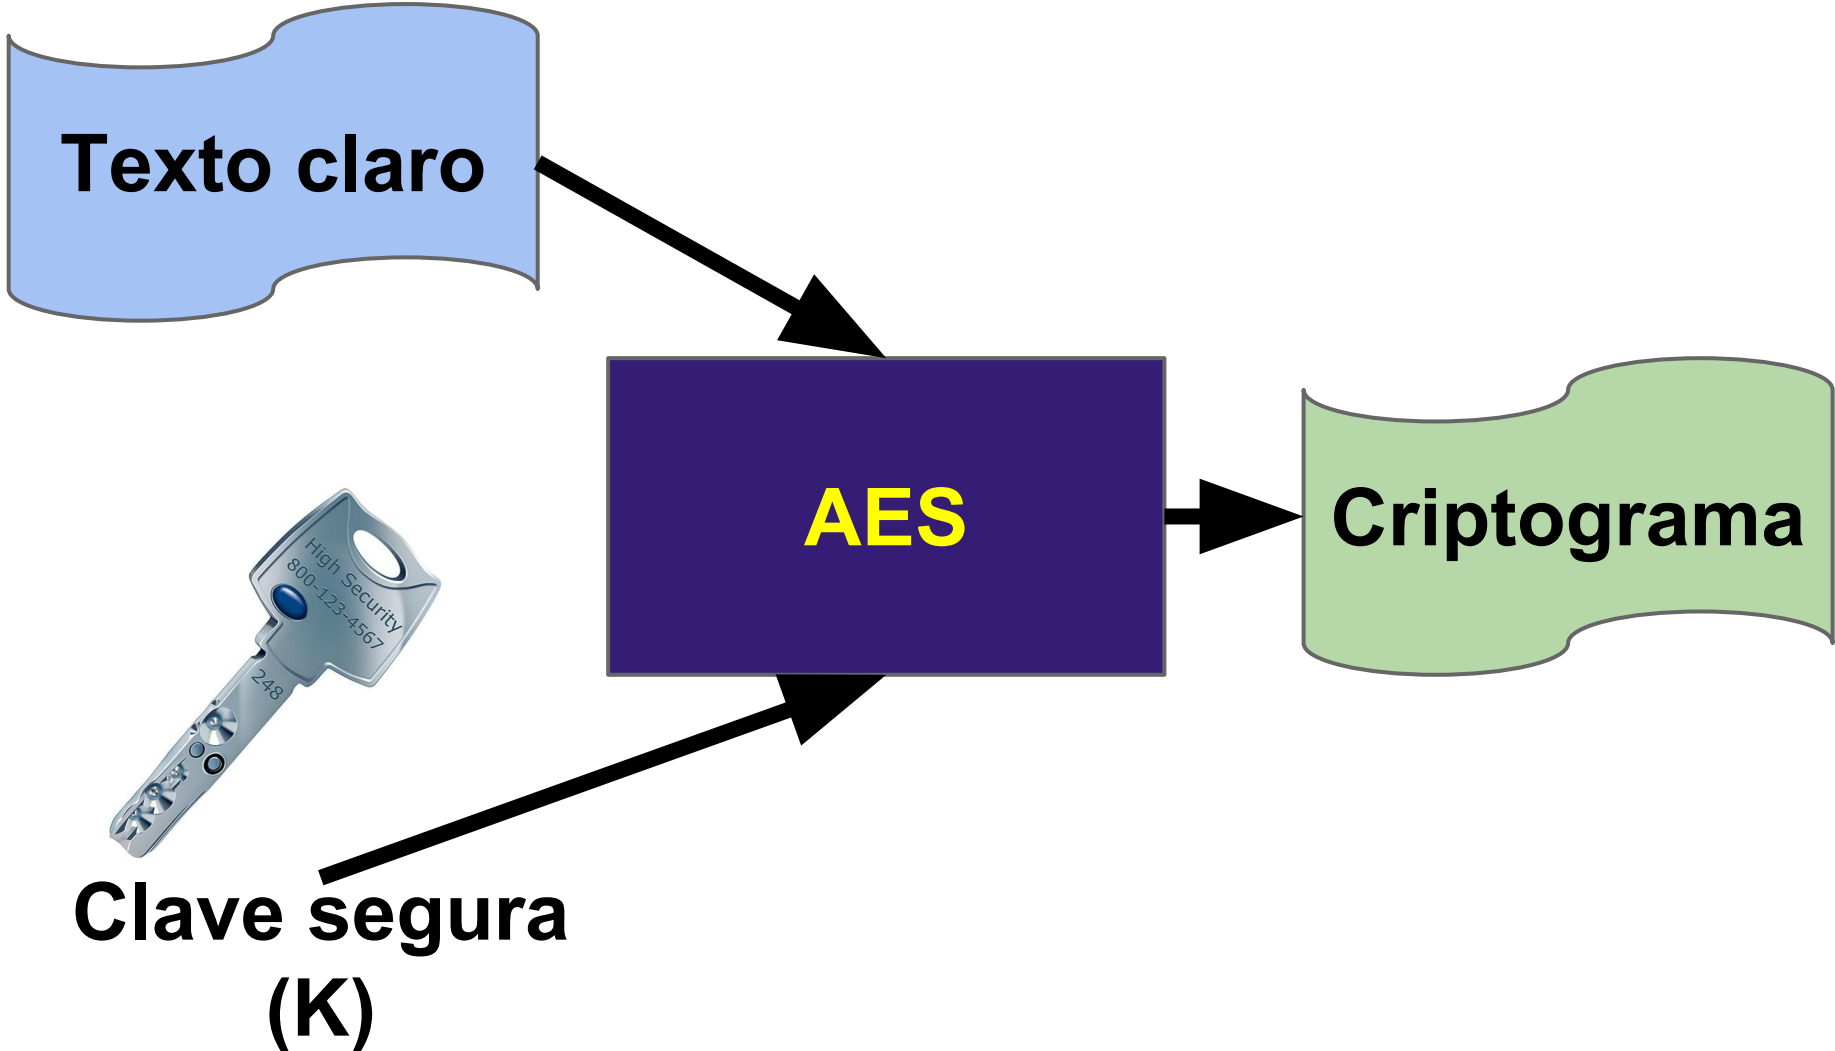 Texto claro
AES
Criptograma
High Security
800-123-4567
248
Clave segura
(K)